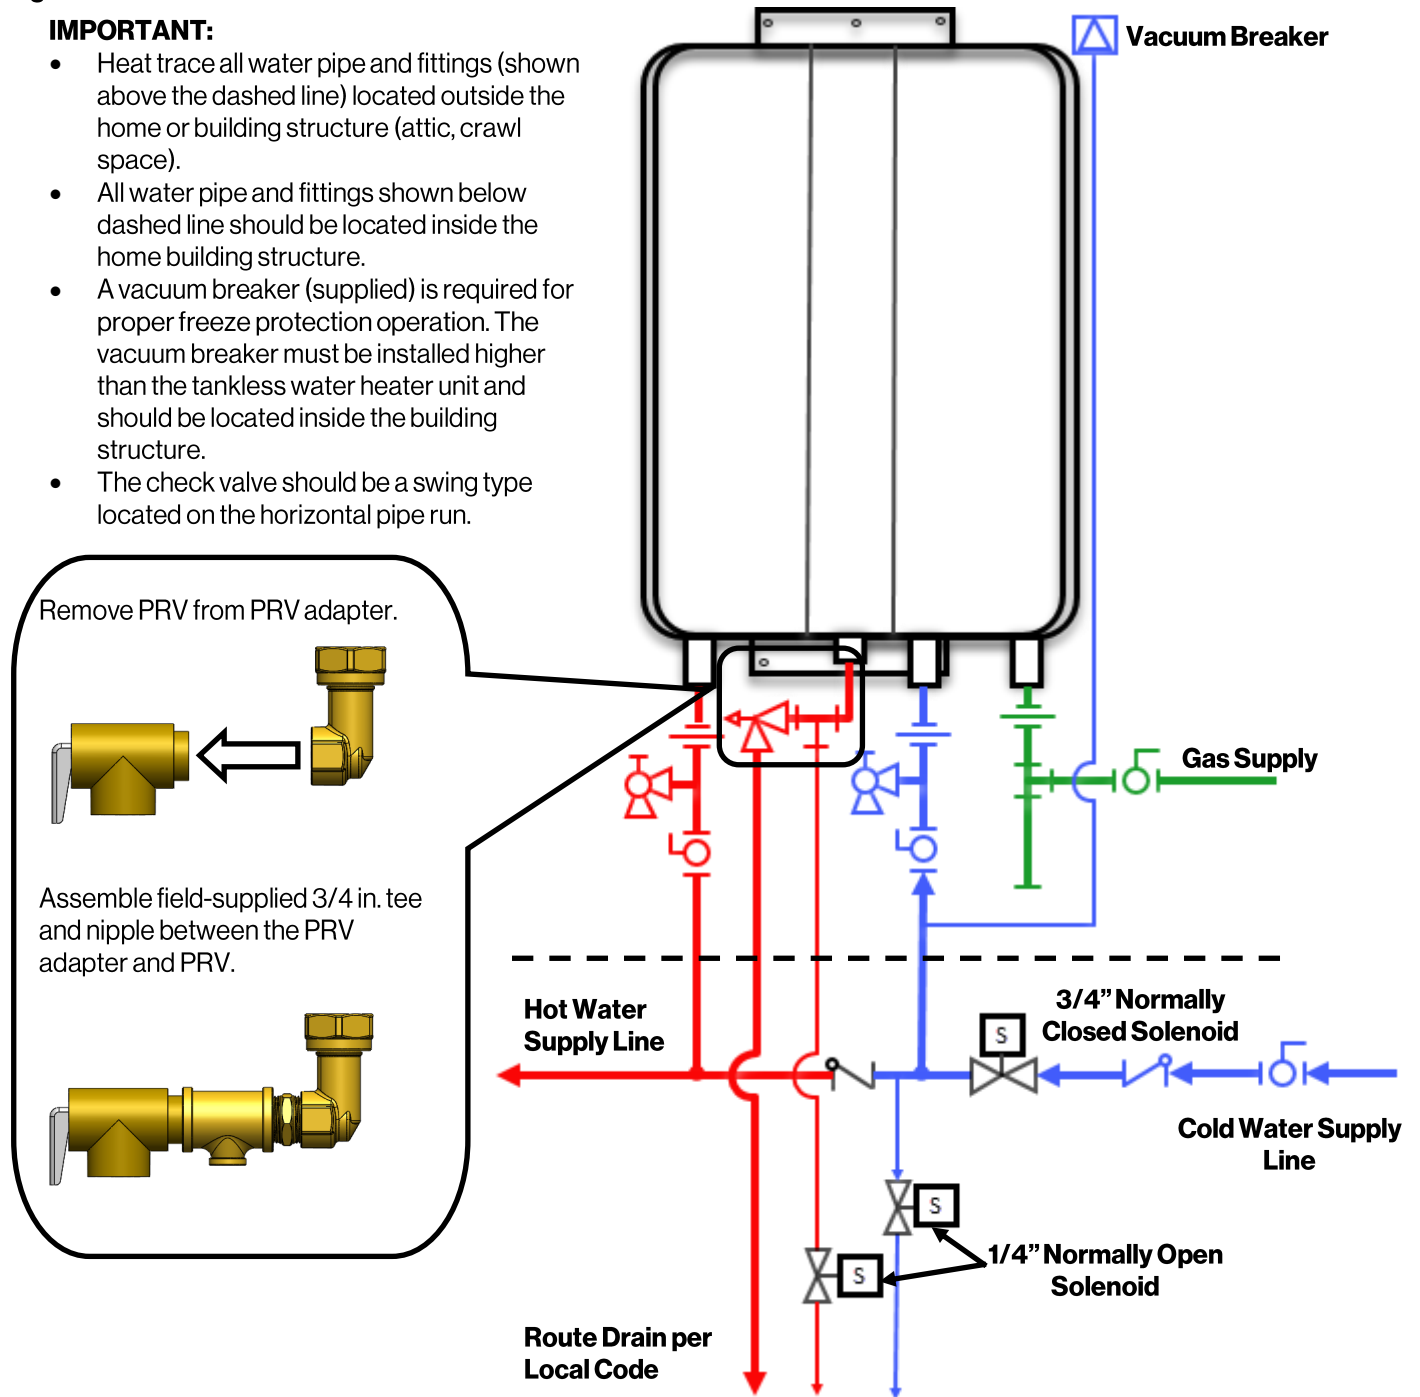 IMPORTANT:
• Heat trace all water pipe and fittings (shown
above the dashed line) located outside the
home or building structure (attic, crawl
space).
• All water pipe and fittings shown below
dashed line should be located inside the
home building structure.
• A vacuum breaker (supplied) is required for
proper freeze protection operation. The
vacuum breaker must be installed higher
than the tankless water heater unit and
should be located inside the building
structure.
• The check valve should be a swing type
located on the horizontal pipe run.
Remove PRV from PRV adapter.
Assemble field-supplied 3/4 in. tee
and nipple between the PRV
adapter and PRV.
Vacuum Breaker
Gas Supply
Hot Water
Supply Line
3/4” Normally
Closed Solenoid
S
Cold Water Supply
Line
S
S
1/4” Normally Open
Solenoid
Route Drain per
Local Code